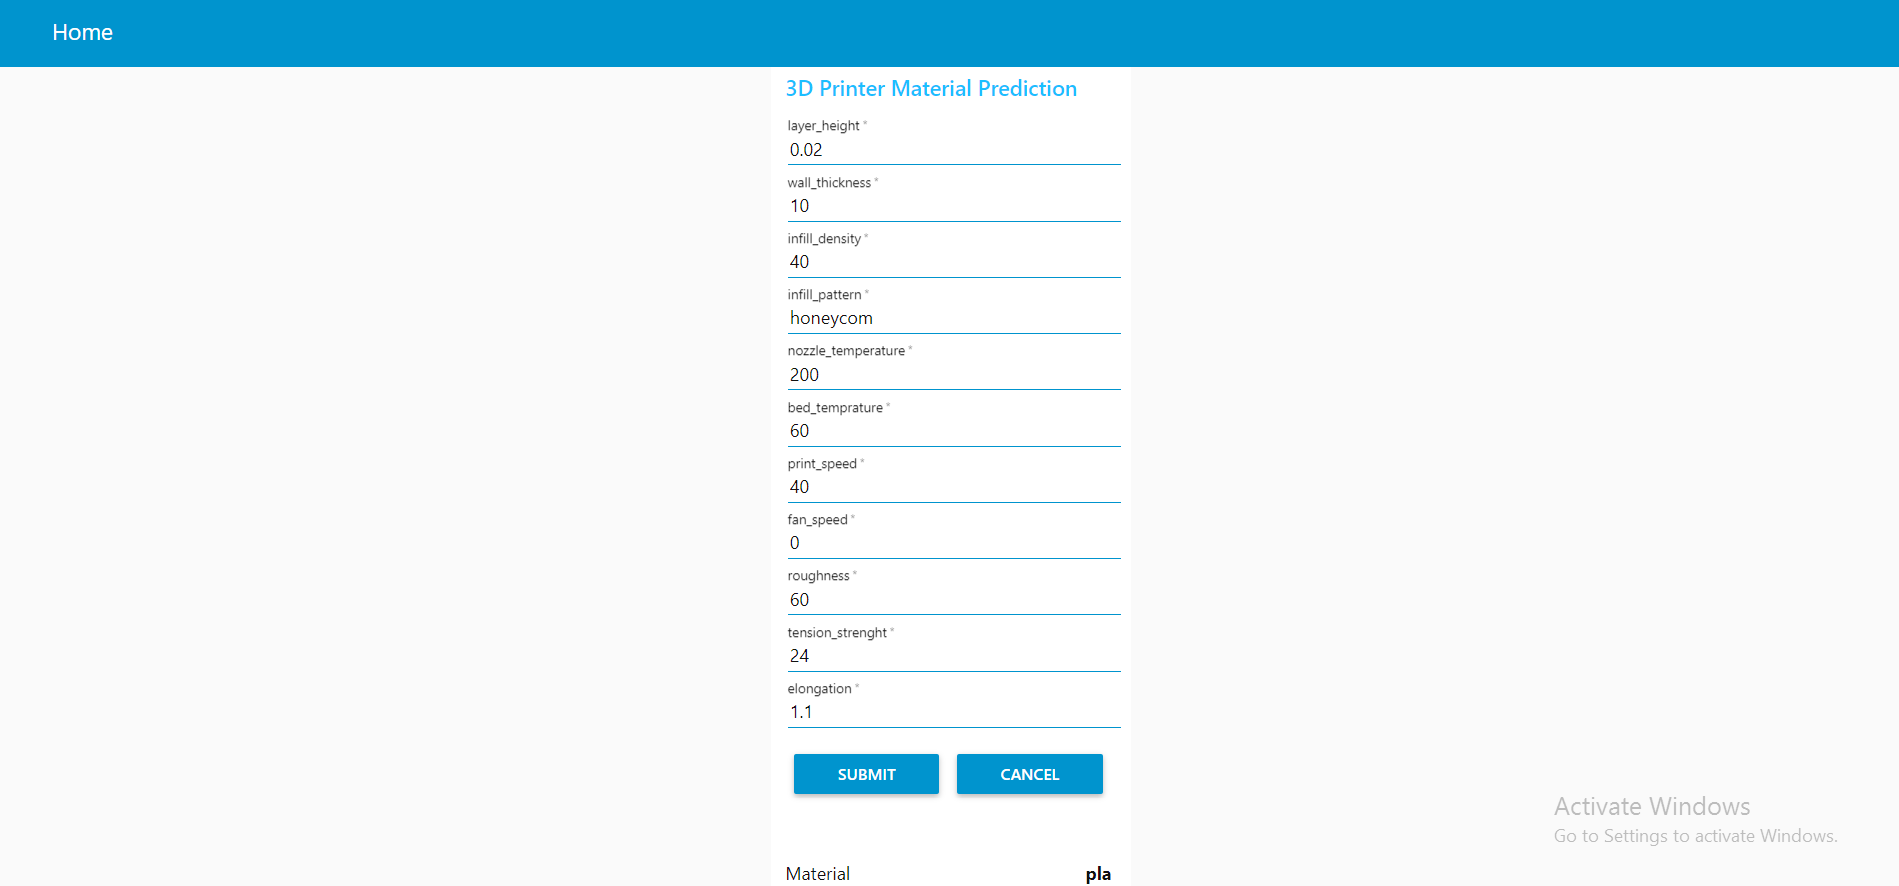 Home
3D Printer Material Prediction
layer_height *
0.02
wall_thickness *
10
infill_density *
40
infill_pattern *
honeycom
nozzle_temperature *
200
bed_temprature *
60
print_speed *
40
fan_speed *
0
roughness *
60
tension_strenght *
24
elongation *
1.1
SUBMIT CANCEL
Activate Windows
Go to Settings to activate Windows.
Material pla